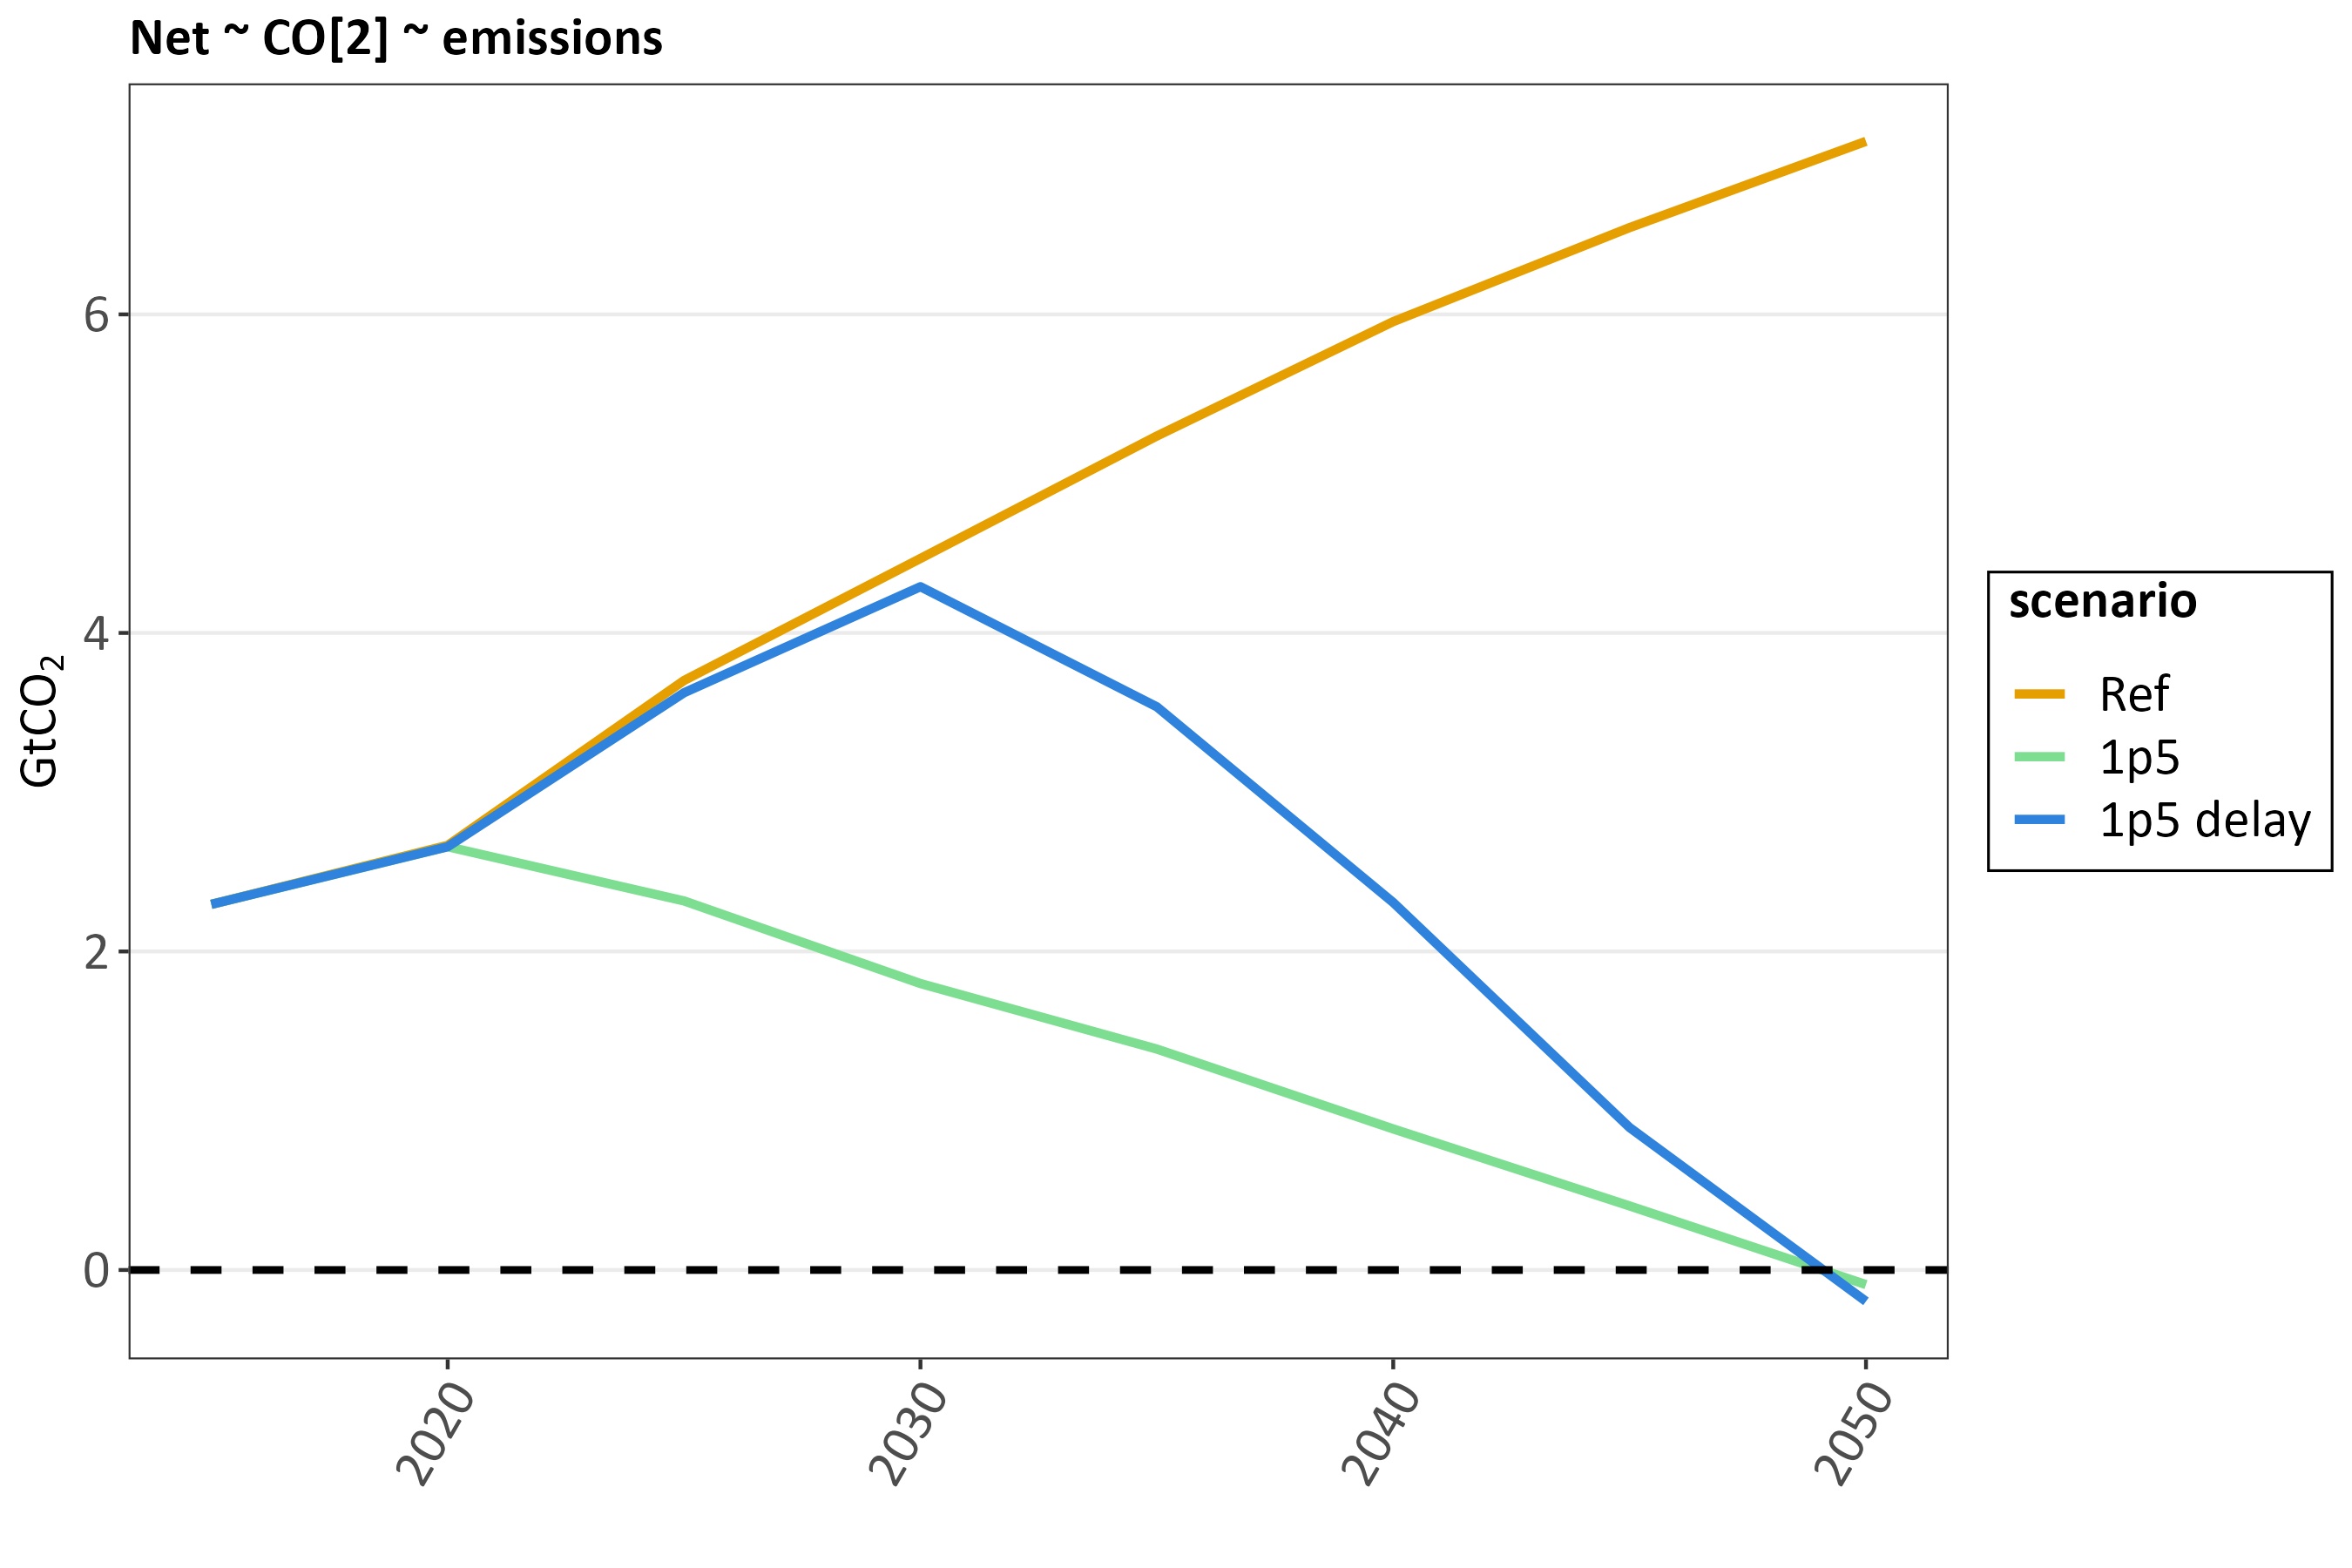 Net ~ CO[2] ~ emissions
GtCO₂
6
4
2
0
2020
2030
2040
2050
scenario
Ref
1p5
1p5 delay